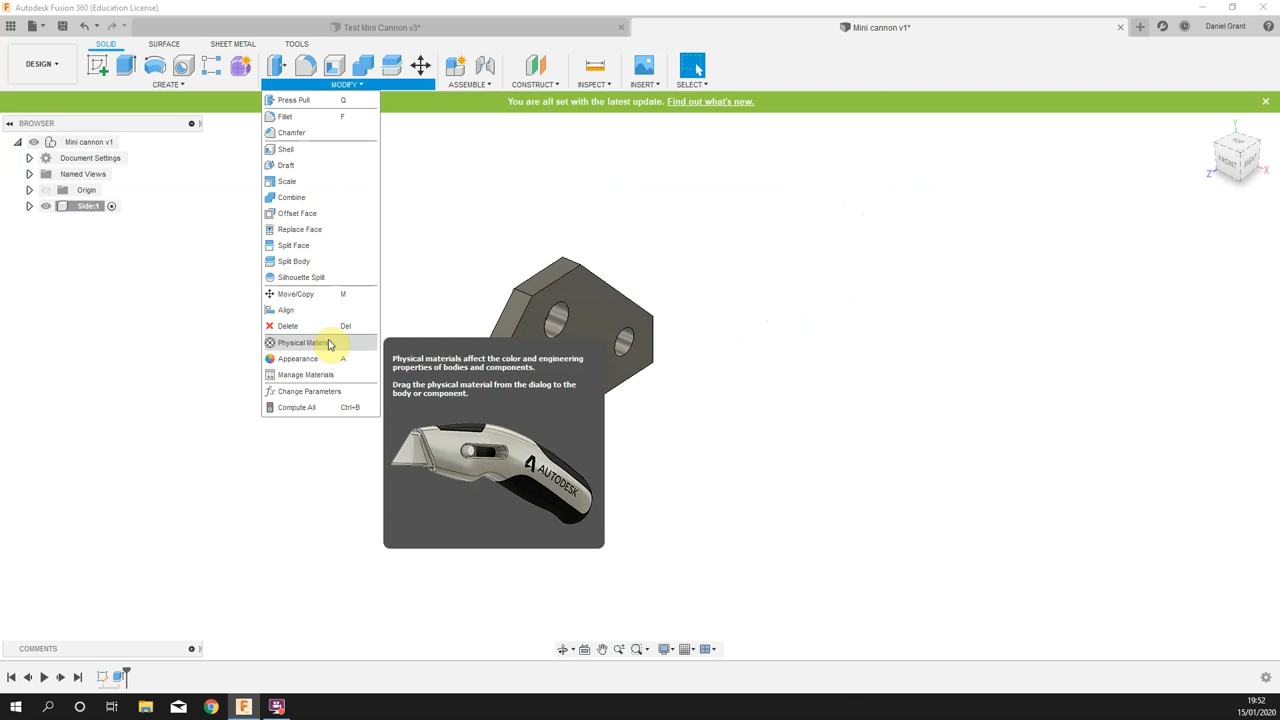 Autodesk Fusion 360 (Education License)
Test Mini Cannon v3*
Mini cannon v1*
Daniel Grant
SOLID
SURFACE
SHEET METAL
TOOLS
DESIGN
CREATE
MODIFY
ASSEMBLE
CONSTRUCT
INSPECT
INSERT
SELECT
You are all set with the latest update. Find out what's new.
BROWSER
Mini cannon v1
Document Settings
Named Views
Origin
Side:1
Press Pull Q
Fillet F
Chamfer
Shell
Draft
Scale
Combine
Offset Face
Replace Face
Split Face
Split Body
Silhouette Split
Move/Copy M
Align
Delete Del
Physical
Appearance A
Manage Materials
Change Parameters
Compute All Ctrl+B
Physical materials affect the color and engineering
properties of bodies and components.
Drag the physical material from the dialog to the
body or component.
AUTODESK
TOP
FRONT
RIGHT
Y
Z
X
COMMENTS
19:52
15/01/2020